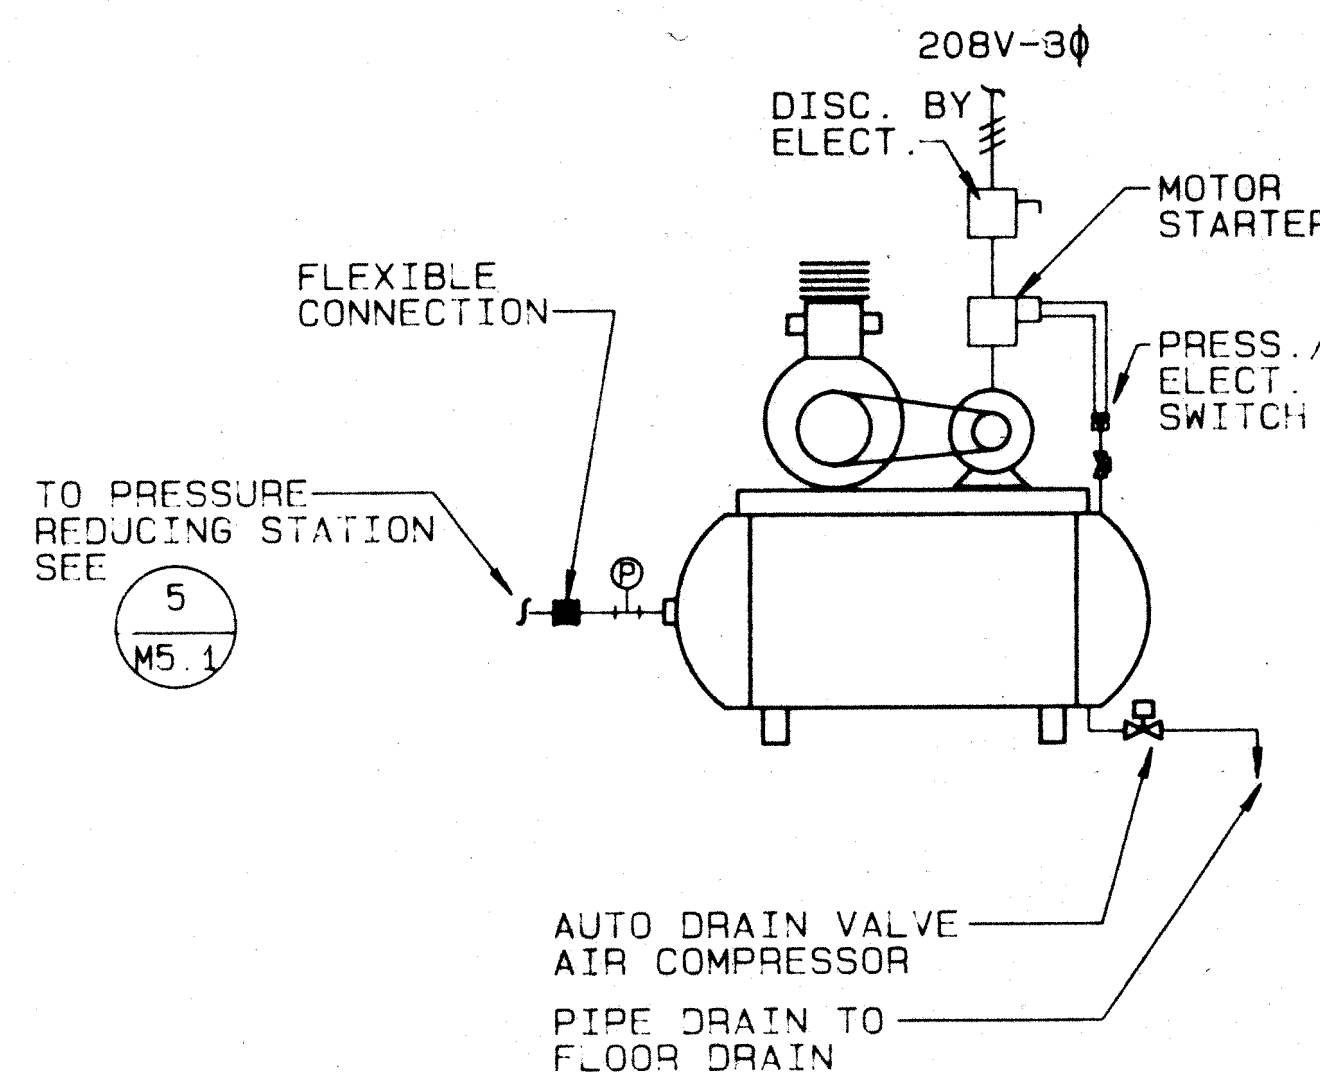 208V-3ϕ
DISC. BY
ELECT.
MOTOR
STARTER
FLEXIBLE
CONNECTION
PRESS./
ELECT.
SWITCH
TO PRESSURE
REDUCING STATION
SEE
5
M5.1
P
AUTO DRAIN VALVE
AIR COMPRESSOR
PIPE DRAIN TO
FLOOR DRAIN